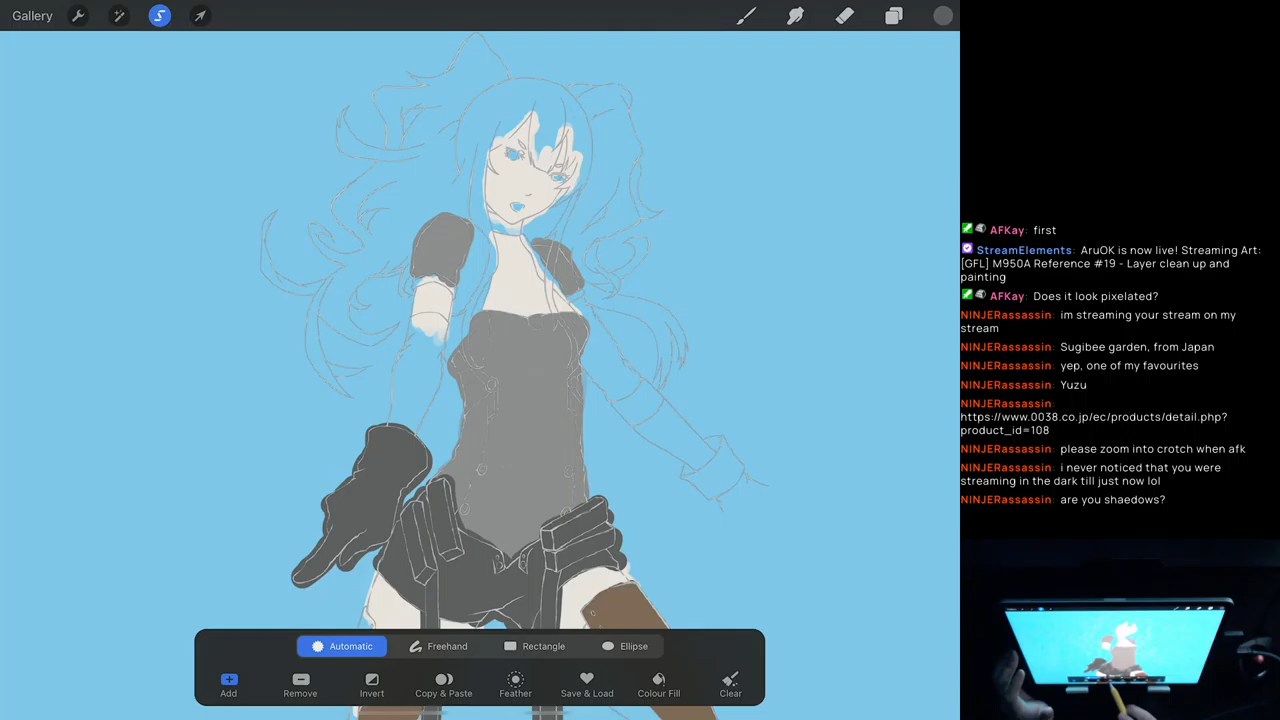 Gallery
AFKay: first
StreamElements: AruOK is now live! Streaming Art:
[GFL] M950A Reference #19 - Layer clean up and
painting
AFKay: Does it look pixelated?
NINJERassassin: im streaming your stream on my
stream
NINJERassassin: Sugibee garden, from Japan
NINJERassassin: yep, one of my favourites
NINJERassassin: Yuzu
NINJERassassin:
https://www.0038.co.jp/ec/products/detail.php?
product_id=108
NINJERassassin: please zoom into crotch when afk
NINJERassassin: i never noticed that you were
streaming in the dark till just now lol
NINJERassassin: are you shaedows?
Automatic Freehand Rectangle Ellipse
Add Remove Invert Copy & Paste Feather Save & Load Colour Fill Clear